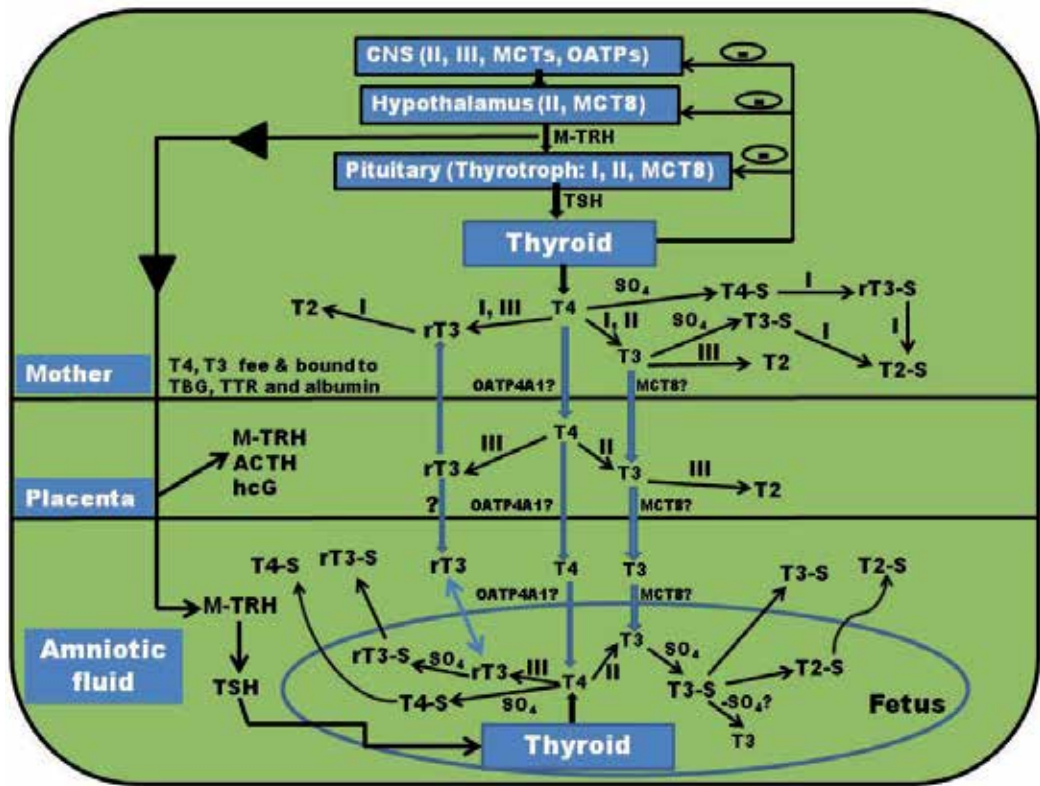 CNS (II, III, MCTs, OATPs)
-
Hypothalamus (II, MCT8)
-
M-TRH
Pituitary (Thyrotroph: I, II, MCT8)
-
TSH
Thyroid
T2
I
rT3
I, III
T4
SO4
T4-S
I
rT3-S
I, II
SO4
T3-S
I
I
T3
III
T2
T2-S
Mother
T4, T3 fee & bound to
TBG, TTR and albumin
OATP4A1?
MCT8?
M-TRH
ACTH
hcG
III
T4
II
rT3
T3
III
T2
Placenta
?
OATP4A1?
MCT8?
T4-S
rT3-S
rT3
T4
T3
T3-S
T2-S
M-TRH
OATP4A1?
MCT8?
Amniotic
fluid
TSH
rT3-S
SO4
rT3
III
T4
II
T3
SO4
T3-S
T2-S
-SO4?
T3
T4-S
SO4
Fetus
Thyroid